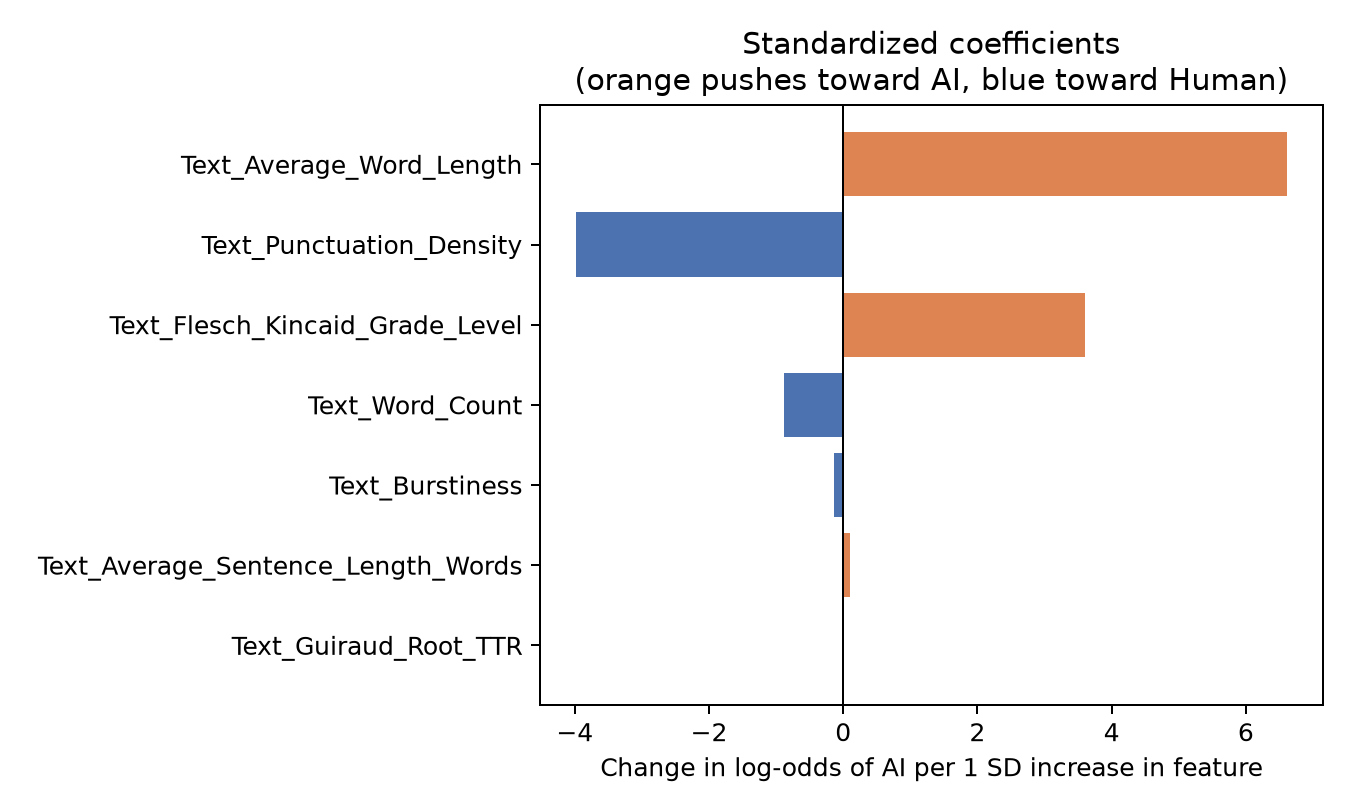 Standardized coefficients
(orange pushes toward AI, blue toward Human)
Text_Average_Word_Length
Text_Punctuation_Density
Text_Flesch_Kincaid_Grade_Level
Text_Word_Count
Text_Burstiness
Text_Average_Sentence_Length_Words
Text_Guiraud_Root_TTR
−4 −2 0 2 4 6
Change in log-odds of AI per 1 SD increase in feature